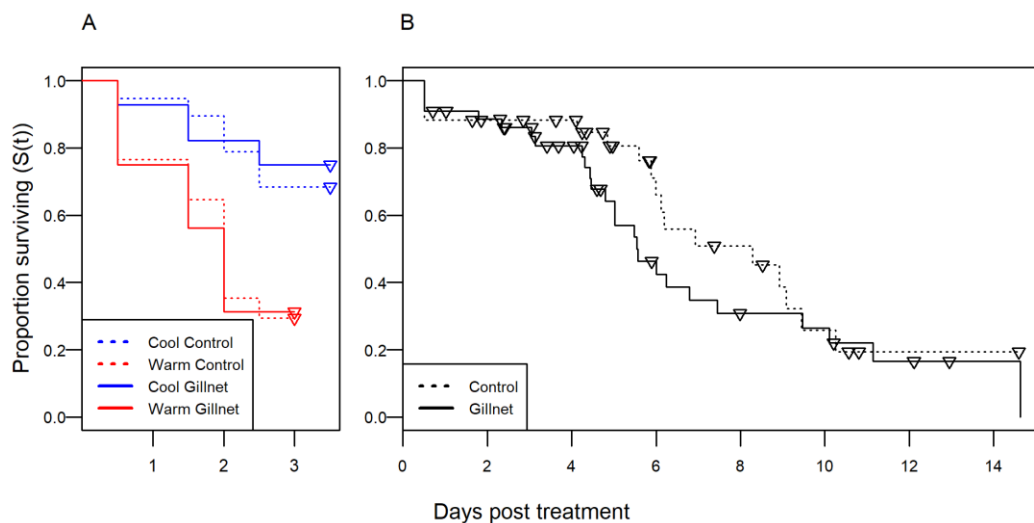 A
B
Proportion surviving (S(t))
1.0
0.8
0.6
0.4
0.2
0.0
Cool Control
Warm Control
Cool Gillnet
Warm Gillnet
1 2 3
1.0
0.8
0.6
0.4
0.2
0.0
Control
Gillnet
0 2 4 6 8 10 12 14
Days post treatment